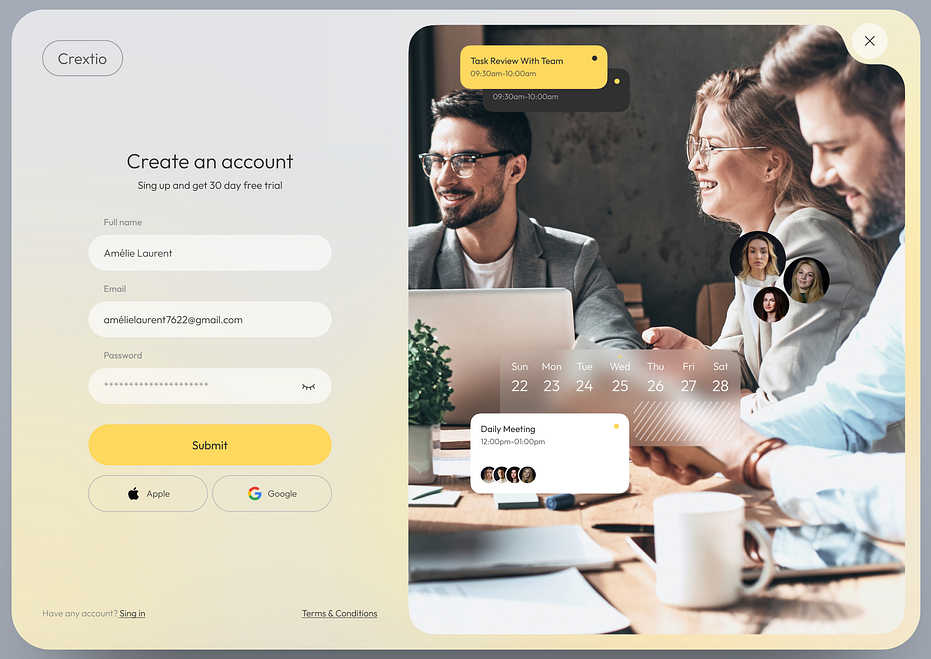 Crextio
Create an account
Sing up and get 30 day free trial
Full name
Amélie Laurent
Email
amélielaurent7622@gmail.com
Password
**********************
Submit
Apple
Google
Have any account? Sing in
Terms & Conditions
Task Review With Team
09:30am-10:00am
09:30am-10:00am
Sun Mon Tue Wed Thu Fri Sat
22 23 24 25 26 27 28
Daily Meeting
12:00pm-01:00pm